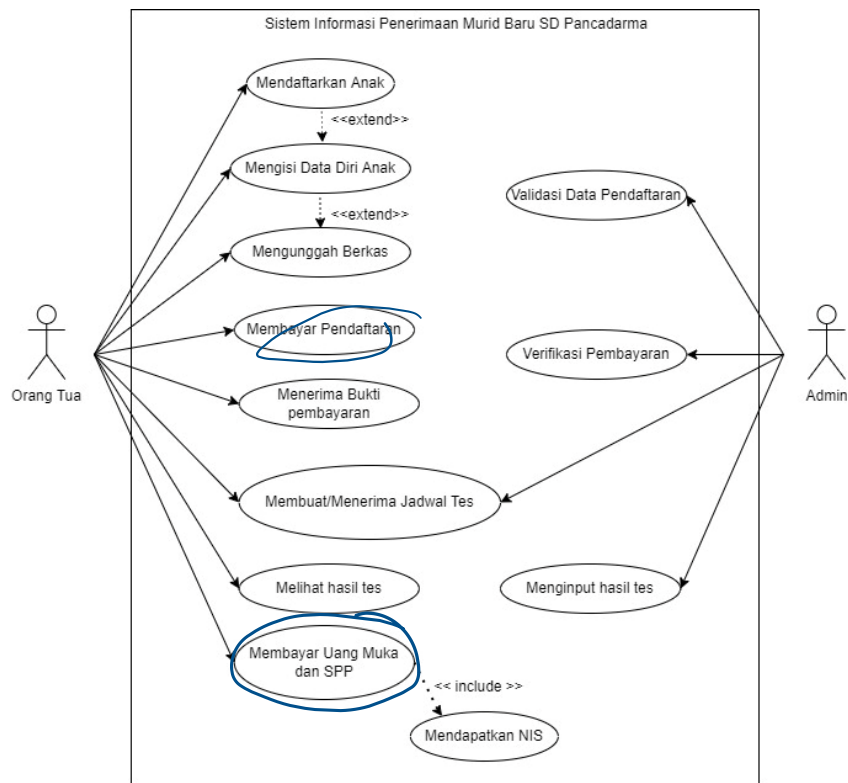 Sistem Informasi Penerimaan Murid Baru SD Pancadarma
Mendaftarkan Anak
<<extend>>
Mengisi Data Diri Anak
<<extend>>
Mengunggah Berkas
Membayar Pendaftaran
Menerima Bukti
pembayaran
Membuat/Menerima Jadwal Tes
Melihat hasil tes
Membayar Uang Muka
dan SPP
<< include >>
Mendapatkan NIS
Validasi Data Pendaftaran
Verifikasi Pembayaran
Menginput hasil tes
Orang Tua
Admin